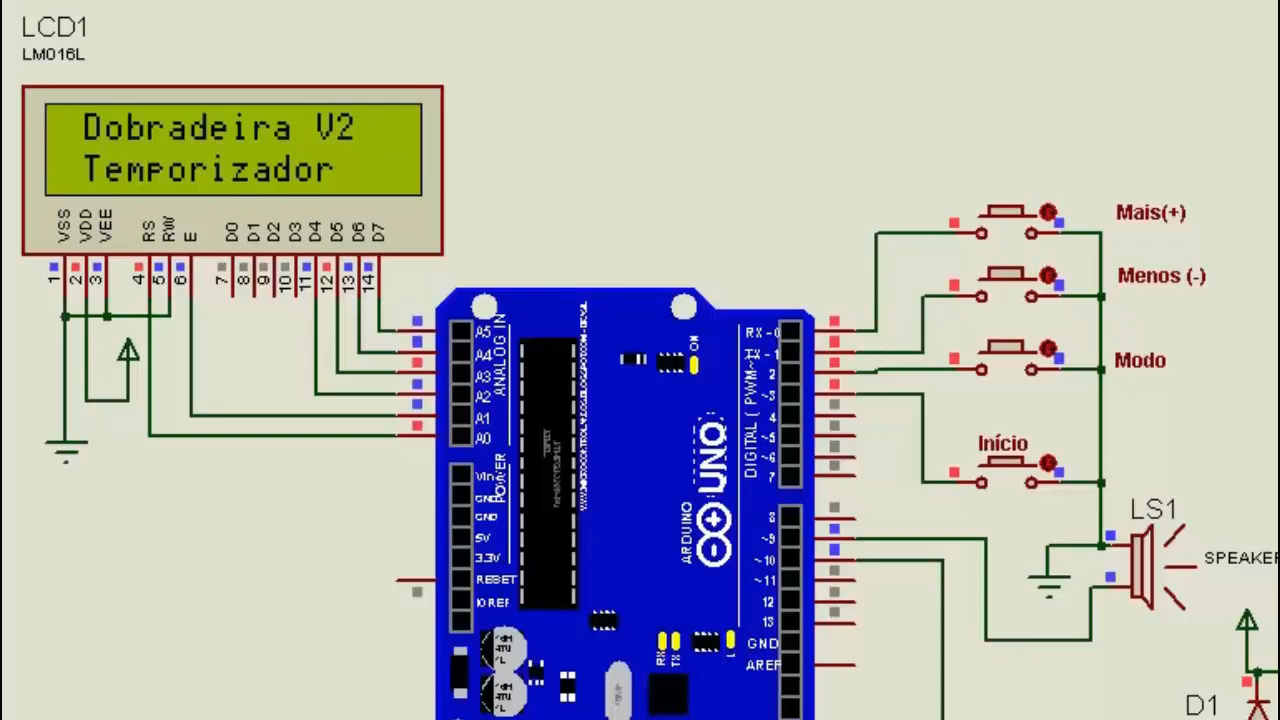 LCD1
LM016L
Dobradeira V2
Temporizador
VSS
VDD
VEE
RS
RW
E
D0
D1
D2
D3
D4
D5
D6
D7
1
2
3
4
5
6
7
8
9
10
11
12
13
14
A5
A4
A3
A2
A1
A0
ANALOG IN
POWER
Vin
GND
GND
5V
3.3V
RESET
IOREF
ON
ARDUINO
UNO
DIGITAL (PWM~)
RX-0
TX-1
2
~3
4
~5
~6
7
8
~9
~10
~11
12
13
GND
AREF
RX
TX
L
Mais(+)
Menos (-)
Modo
Início
LS1
SPEAKER
D1